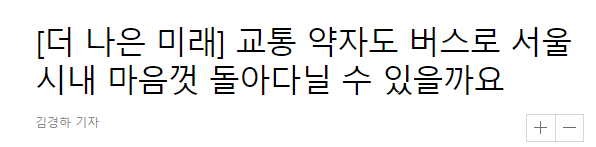 [더 나은 미래] 교통 약자도 버스로 서울
시내 마음껏 돌아다닐 수 있을까요
김경하 기자